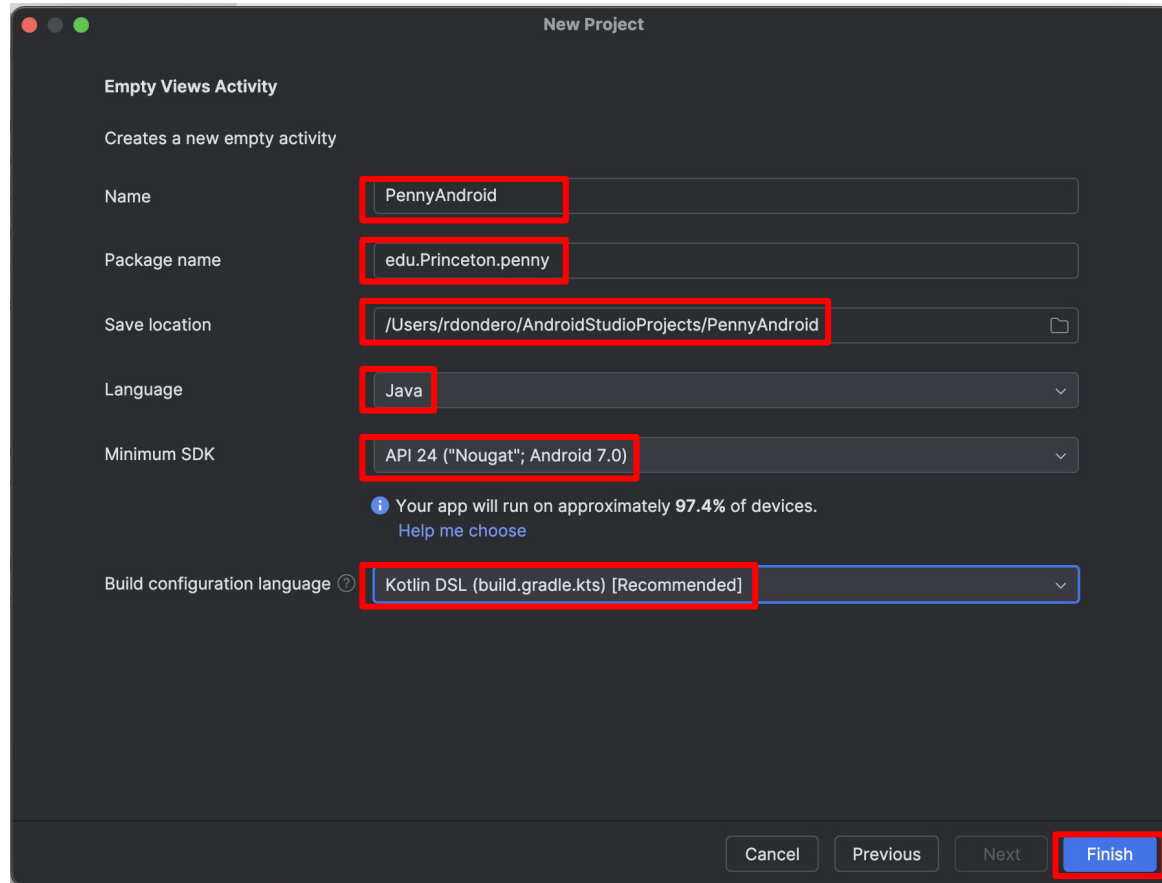 New Project
Empty Views Activity
Creates a new empty activity
Name
PennyAndroid
Package name
edu.Princeton.penny
Save location
/Users/rdondero/AndroidStudioProjects/PennyAndroid
Language
Java
Minimum SDK
API 24 ("Nougat"; Android 7.0)
Your app will run on approximately 97.4% of devices.
Help me choose
Build configuration language
Kotlin DSL (build.gradle.kts) [Recommended]
Cancel
Previous
Next
Finish